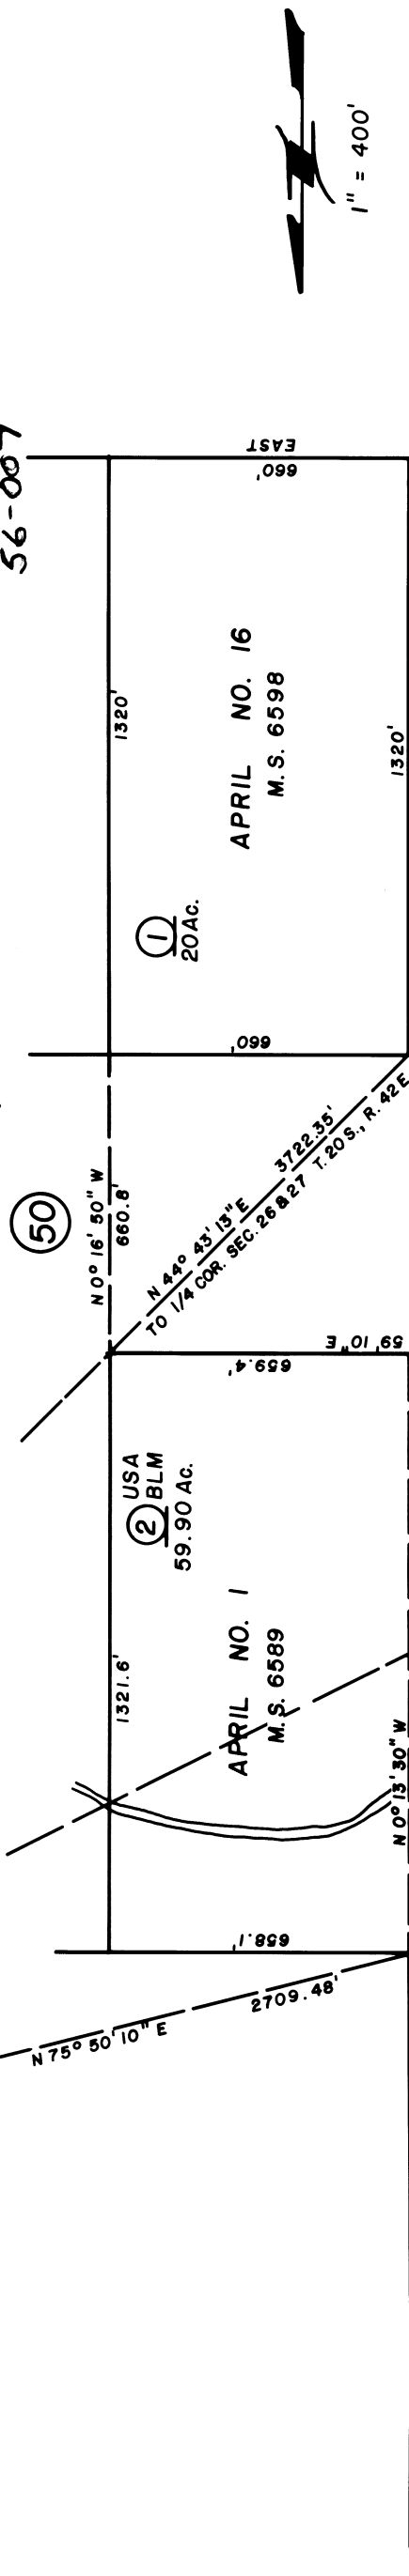 1" = 400'
56-007
EAST
660'
1320'
APRIL NO. 16
M.S. 6598
1320'
1
20 Ac.
660'
50
N 0° 16' 50" W
660.8'
N 44° 43' 13" E 3722.35'
TO 1/4 COR. SEC. 26 & 27 T. 20 S., R. 42 E
59' 10" E
659.4'
2
USA
BLM
59.90 Ac.
1321.6'
APRIL NO. 1
M.S. 6589
N 0° 13' 30" W
658.1'
N 75° 50' 10" E
2709.48'